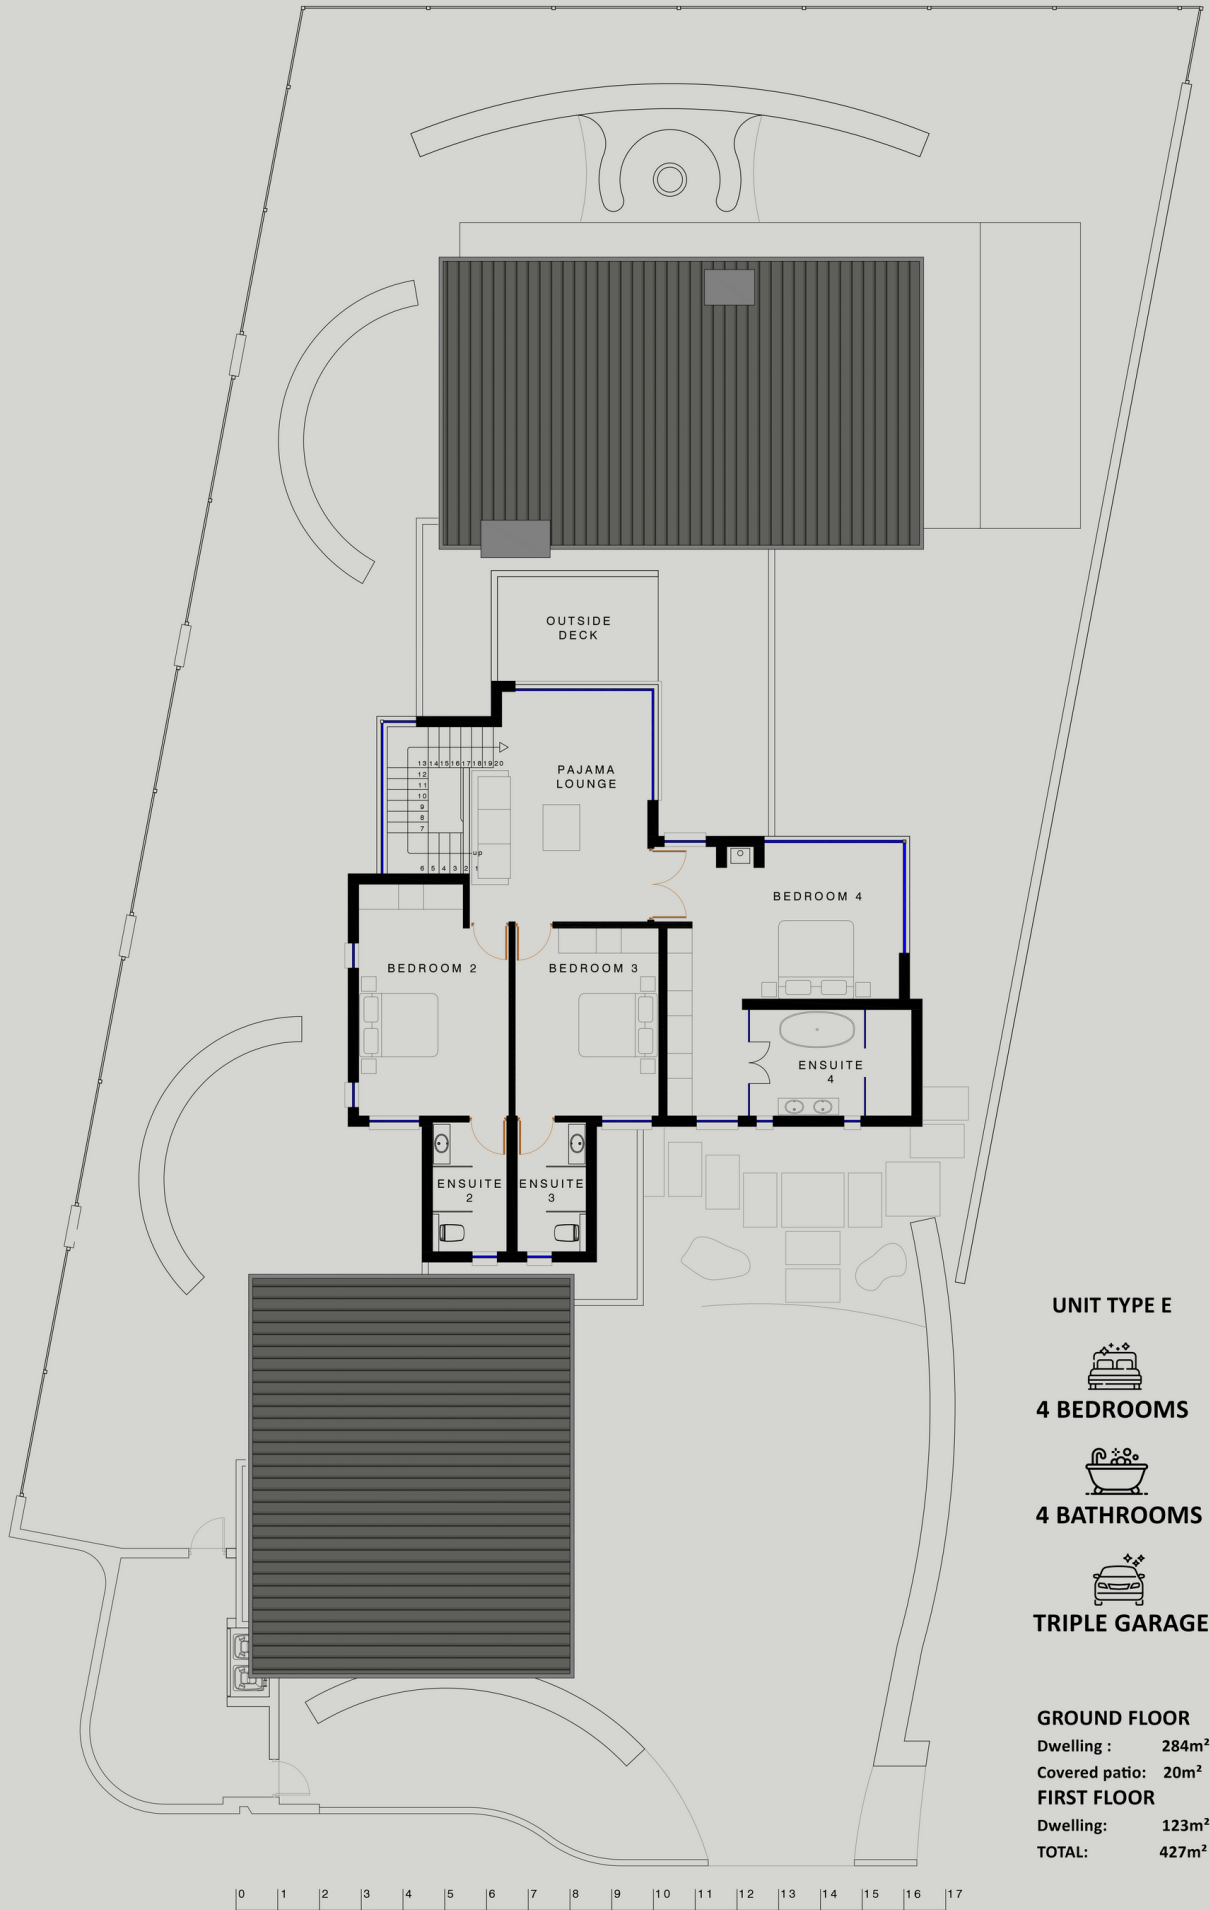 OUTSIDE
DECK
PAJAMA
LOUNGE
13 14 15 16 17 18 19 20
12
11
10
9
8
7
up
6 5 4 3 2 1
BEDROOM 4
BEDROOM 2
BEDROOM 3
ENSUITE
4
ENSUITE
2
ENSUITE
3
UNIT TYPE E
4 BEDROOMS
4 BATHROOMS
TRIPLE GARAGE
GROUND FLOOR
Dwelling : 284m²
Covered patio: 20m²
FIRST FLOOR
Dwelling: 123m²
TOTAL: 427m²
0 1 2 3 4 5 6 7 8 9 10 11 12 13 14 15 16 17